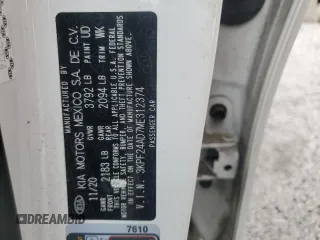 MANUFACTURED BY
KIA MOTORS MEXICO S.A. DE C.V.
11/20 GVWR 3792 LB PAINT UD
GAWR FRONT 2183 LB GAWR REAR 2094 LB TRIM WK
THIS VEHICLE CONFORMS TO ALL APPLICABLE U.S.A. FEDERAL
MOTOR VEHICLE SAFETY, BUMPER, AND THEFT PREVENTION
STANDARDS IN EFFECT ON THE DATE OF MANUFACTURE SHOWN ABOVE.
V.I.N. : 3KPF24AD7ME312374
PASSENGER CAR
7610